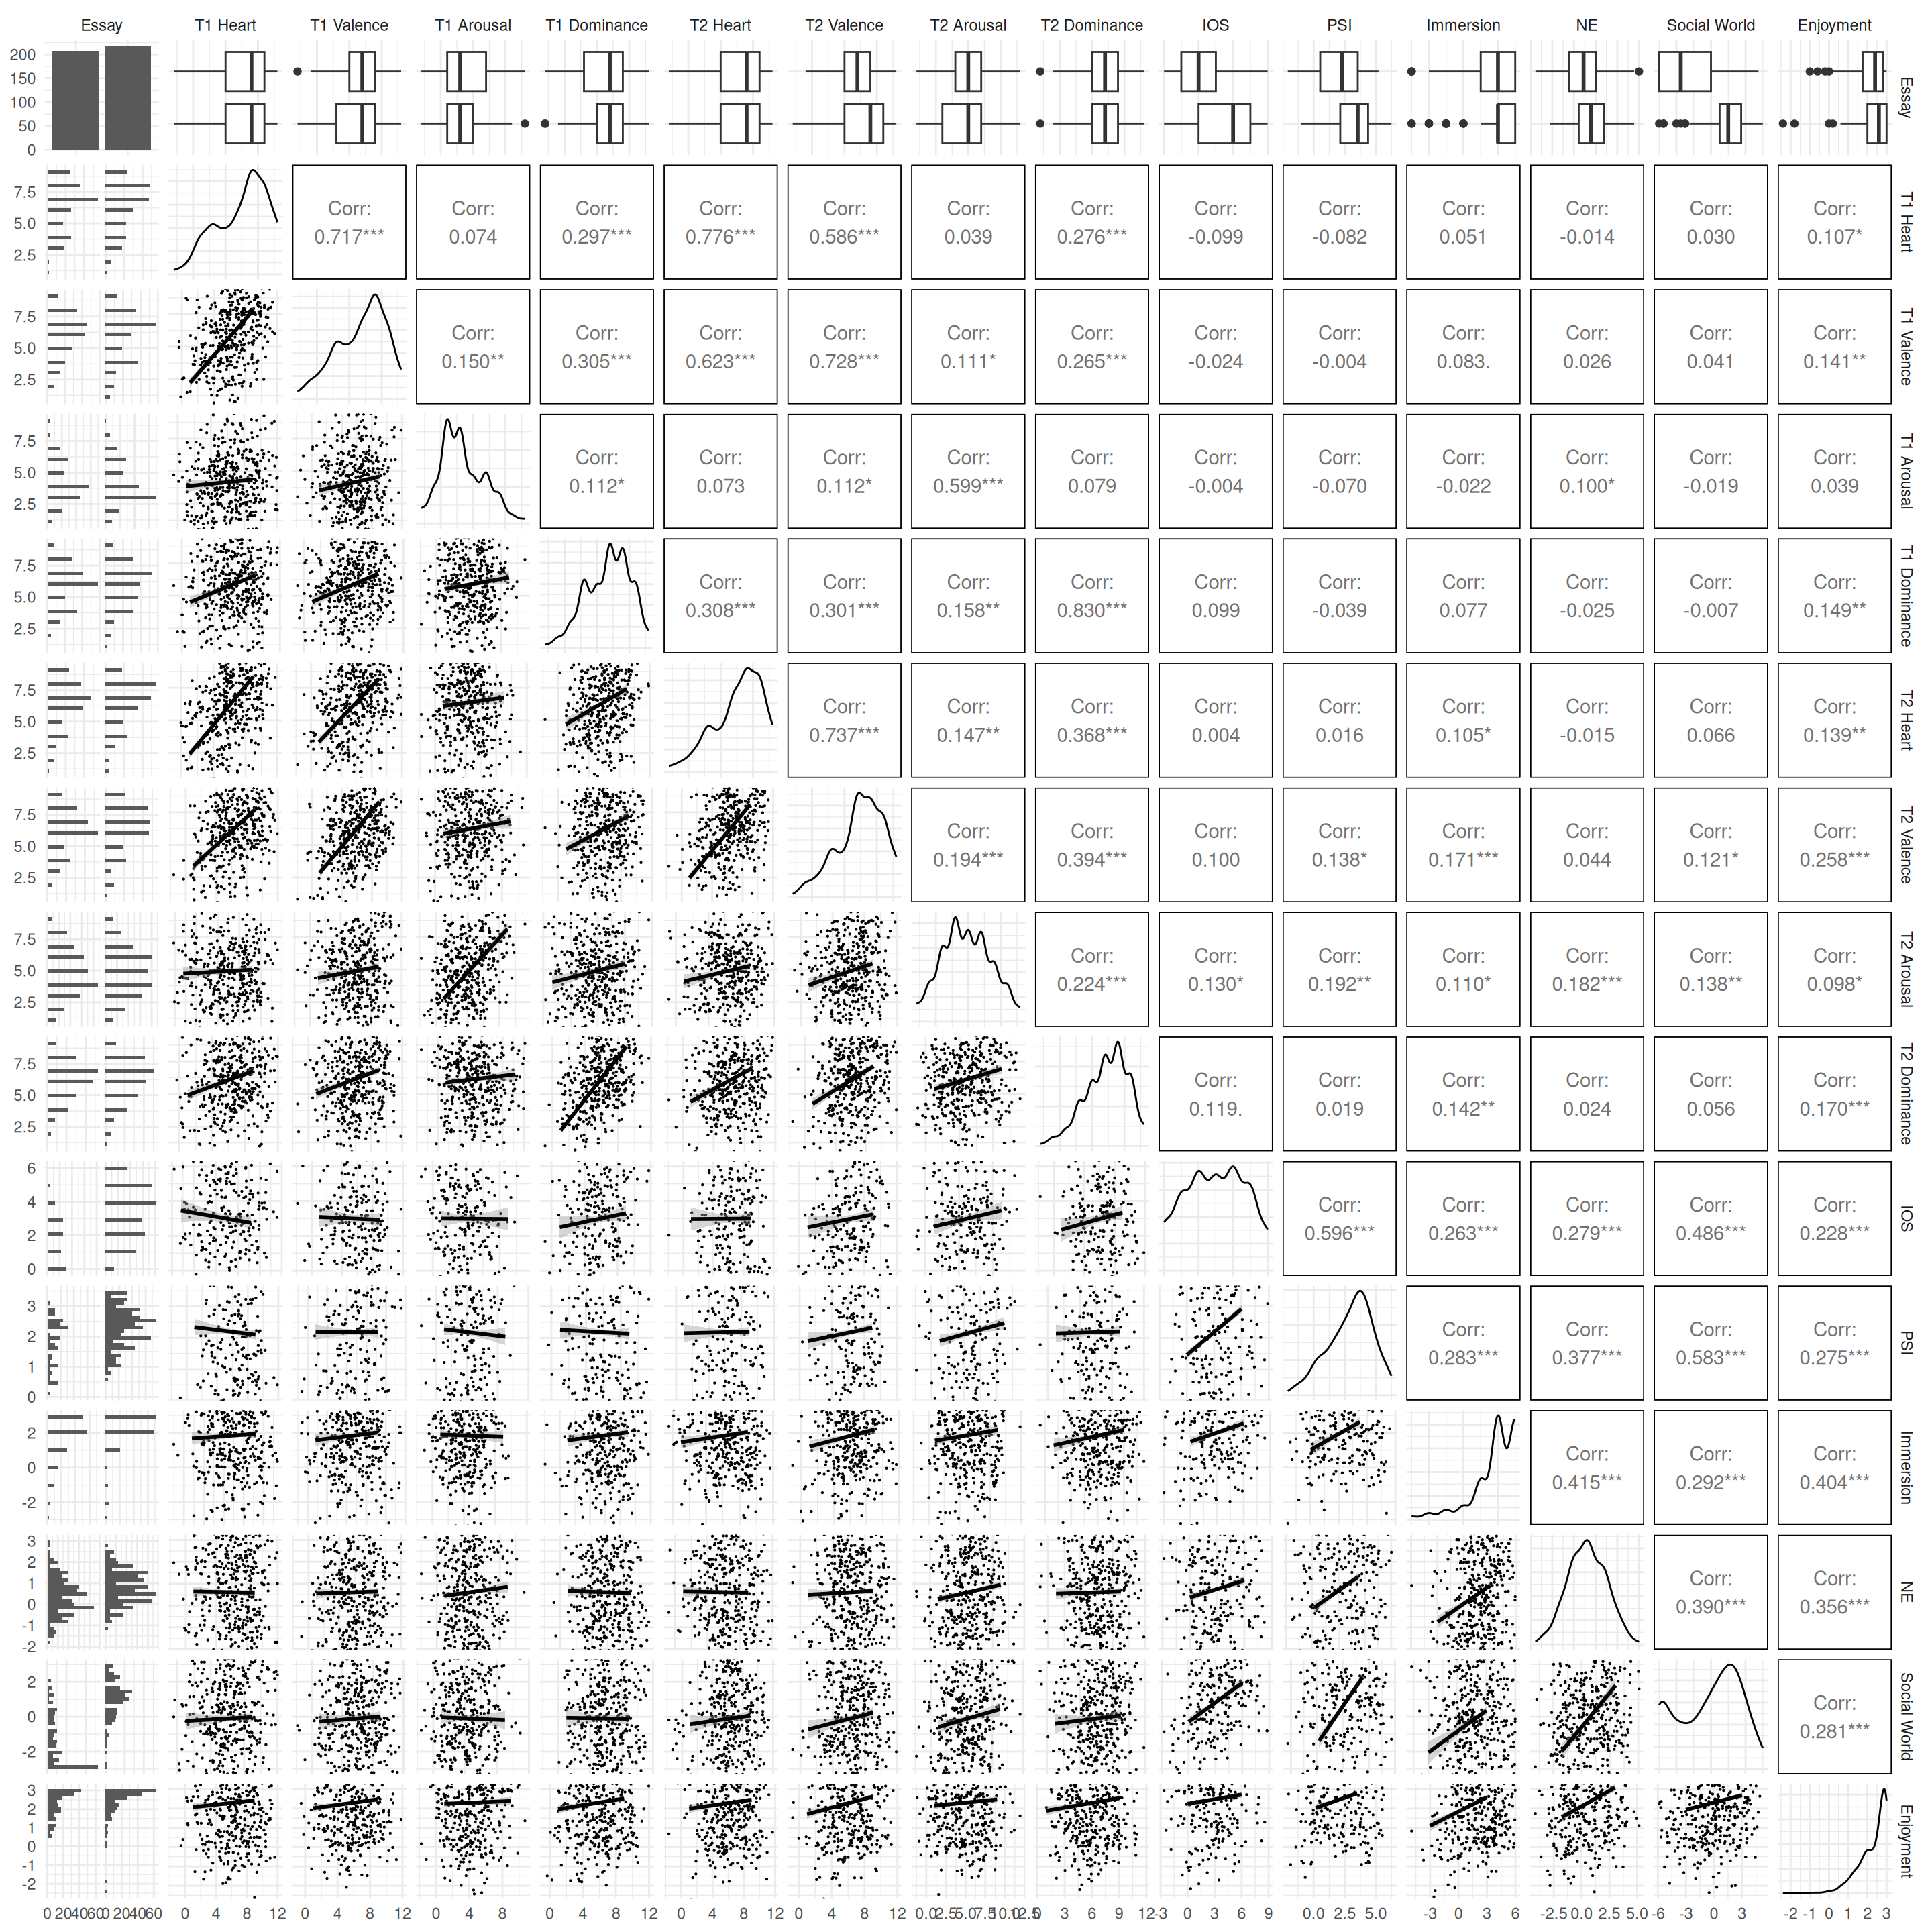 Essay T1 Heart T1 Valence T1 Arousal T1 Dominance T2 Heart T2 Valence T2 Arousal T2 Dominance IOS PSI Immersion NE Social World Enjoyment
200
150
100
50
0
Essay
7.5
5.0
2.5
Corr: Corr: Corr: Corr: Corr: Corr: Corr: Corr: Corr: Corr: Corr: Corr: Corr:
0.717*** 0.074 0.297*** 0.776*** 0.586*** 0.039 0.276*** -0.099 -0.082 0.051 -0.014 0.030 0.107*
T1 Heart
7.5
5.0
2.5
Corr: Corr: Corr: Corr: Corr: Corr: Corr: Corr: Corr: Corr: Corr: Corr:
0.150** 0.305*** 0.623*** 0.728*** 0.111* 0.265*** -0.024 -0.004 0.083. 0.026 0.041 0.141**
T1 Valence
7.5
5.0
2.5
Corr: Corr: Corr: Corr: Corr: Corr: Corr: Corr: Corr: Corr: Corr:
0.112* 0.073 0.112* 0.599*** 0.079 -0.004 -0.070 -0.022 0.100* -0.019 0.039
T1 Arousal
7.5
5.0
2.5
Corr: Corr: Corr: Corr: Corr: Corr: Corr: Corr: Corr: Corr:
0.308*** 0.301*** 0.158** 0.830*** 0.099 -0.039 0.077 -0.025 -0.007 0.149**
T1 Dominance
7.5
5.0
2.5
Corr: Corr: Corr: Corr: Corr: Corr: Corr: Corr: Corr:
0.737*** 0.147** 0.368*** 0.004 0.016 0.105* -0.015 0.066 0.139**
T2 Heart
7.5
5.0
2.5
Corr: Corr: Corr: Corr: Corr: Corr: Corr: Corr:
0.194*** 0.394*** 0.100 0.138* 0.171*** 0.044 0.121* 0.258***
T2 Valence
7.5
5.0
2.5
Corr: Corr: Corr: Corr: Corr: Corr: Corr:
0.224*** 0.130* 0.192** 0.110* 0.182*** 0.138** 0.098*
T2 Arousal
7.5
5.0
2.5
Corr: Corr: Corr: Corr: Corr: Corr:
0.119. 0.019 0.142** 0.024 0.056 0.170***
T2 Dominance
6
4
2
0
Corr: Corr: Corr: Corr: Corr:
0.596*** 0.263*** 0.279*** 0.486*** 0.228***
IOS
3
2
1
0
Corr: Corr: Corr: Corr:
0.283*** 0.377*** 0.583*** 0.275***
PSI
2
0
-2
Corr: Corr: Corr:
0.415*** 0.292*** 0.404***
Immersion
3
2
1
0
-1
-2
Corr: Corr:
0.390*** 0.356***
NE
2
0
-2
Corr:
0.281***
Social World
3
2
1
0
-1
-2
Enjoyment
0 20 40 60 0 20 40 60 0 4 8 12 0 4 8 12 0 4 8 12 0 4 8 12 0 4 8 12 0 4 8 12 0.0 2.5 5.0 7.5 10.0 12.5 0 3 6 9 12 -3 0 3 6 9 0.0 2.5 5.0 -3 0 3 6 -2.5 0.0 2.5 5.0 -6 -3 0 3 -2 -1 0 1 2 3